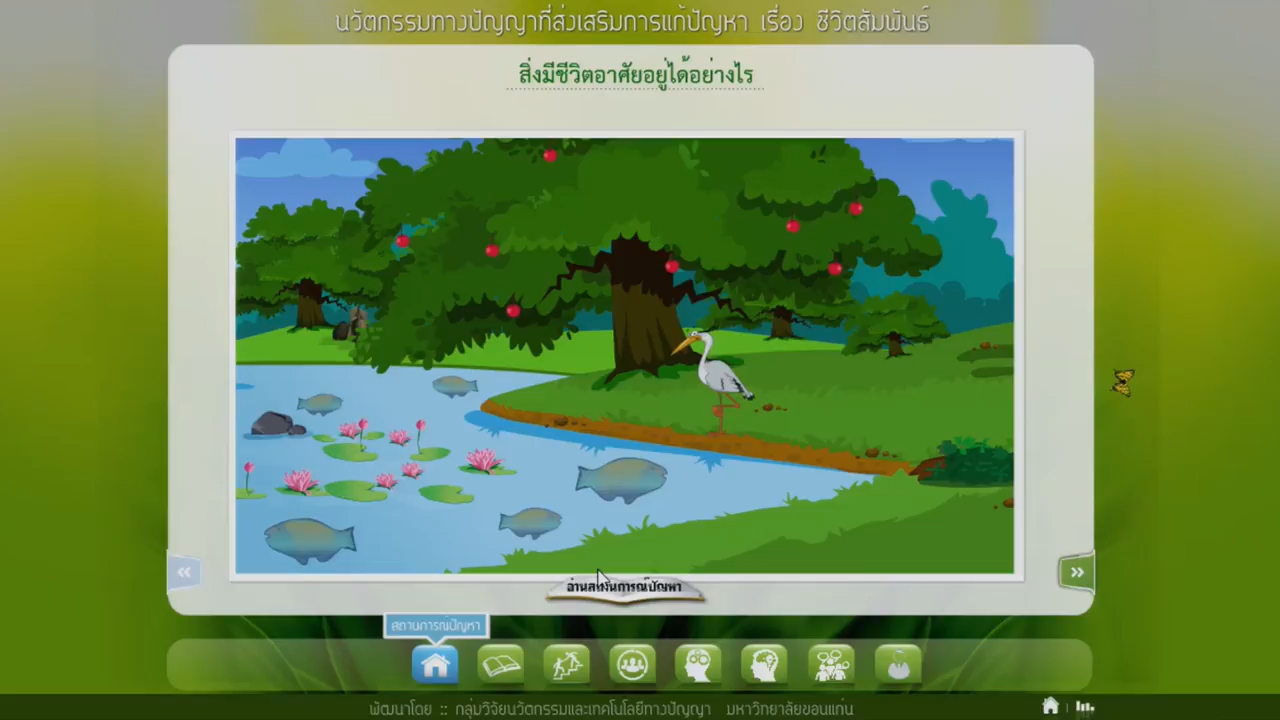 นวัตกรรมทางปัญญาที่ส่งเสริมการแก้ปัญหา เรื่อง ชีวิตสัมพันธ์
สิ่งมีชีวิตอาศัยอยู่ได้อย่างไร
อ่านสถานการณ์ปัญหา
สถานการณ์ปัญหา
พัฒนาโดย :: กลุ่มวิจัยนวัตกรรมและเทคโนโลยีทางปัญญา มหาวิทยาลัยขอนแก่น